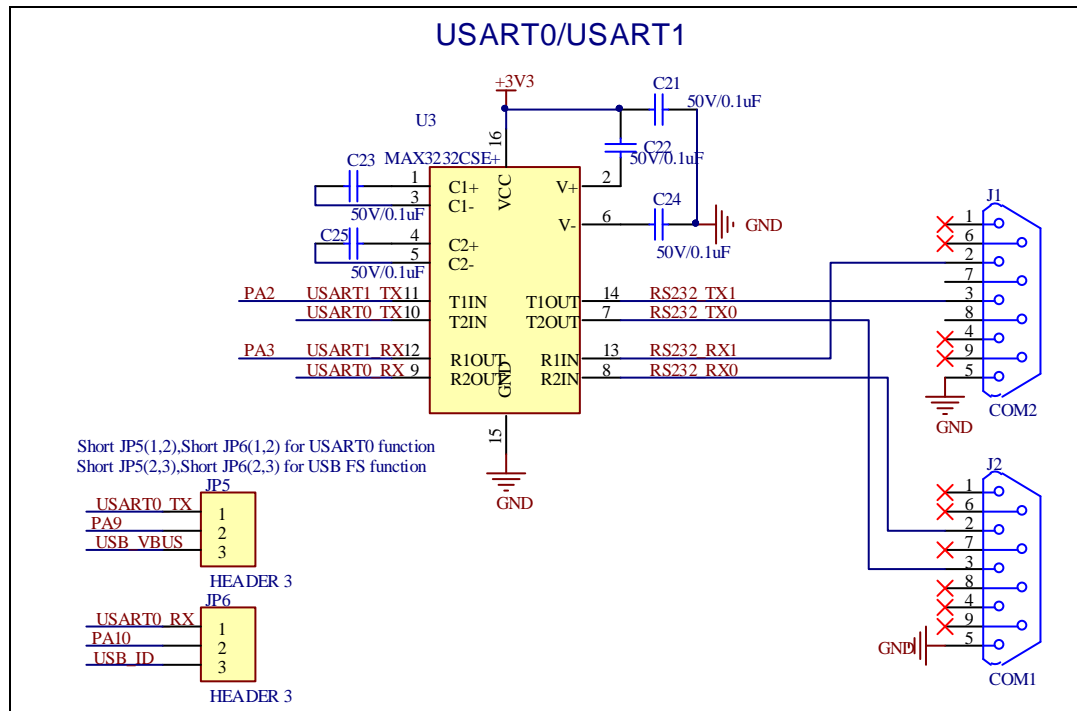 USART0/USART1
+3V3
C21
50V/0.1uF
U3
16
C22
50V/0.1uF
MAX3232CSE+
C23
1
C1+
VCC
V+
2
3
C1-
50V/0.1uF
C24
V-
6
GND
50V/0.1uF
C25
4
C2+
5
C2-
50V/0.1uF
PA2
USART1_TX
11
T1IN
T1OUT
14
RS232_TX1
USART0_TX
10
T2IN
T2OUT
7
RS232_TX0
PA3
USART1_RX
12
R1OUT
R1IN
13
RS232_RX1
USART0_RX
9
R2OUT
GND
R2IN
8
RS232_RX0
15
GND
J1
1
6
2
7
3
8
4
9
5
GND
COM2
Short JP5(1,2),Short JP6(1,2) for USART0 function
Short JP5(2,3),Short JP6(2,3) for USB FS function
JP5
USART0_TX
1
PA9
2
USB_VBUS
3
HEADER 3
JP6
USART0_RX
1
PA10
2
USB_ID
3
HEADER 3
J2
1
6
2
7
3
8
4
9
5
GND
COM1